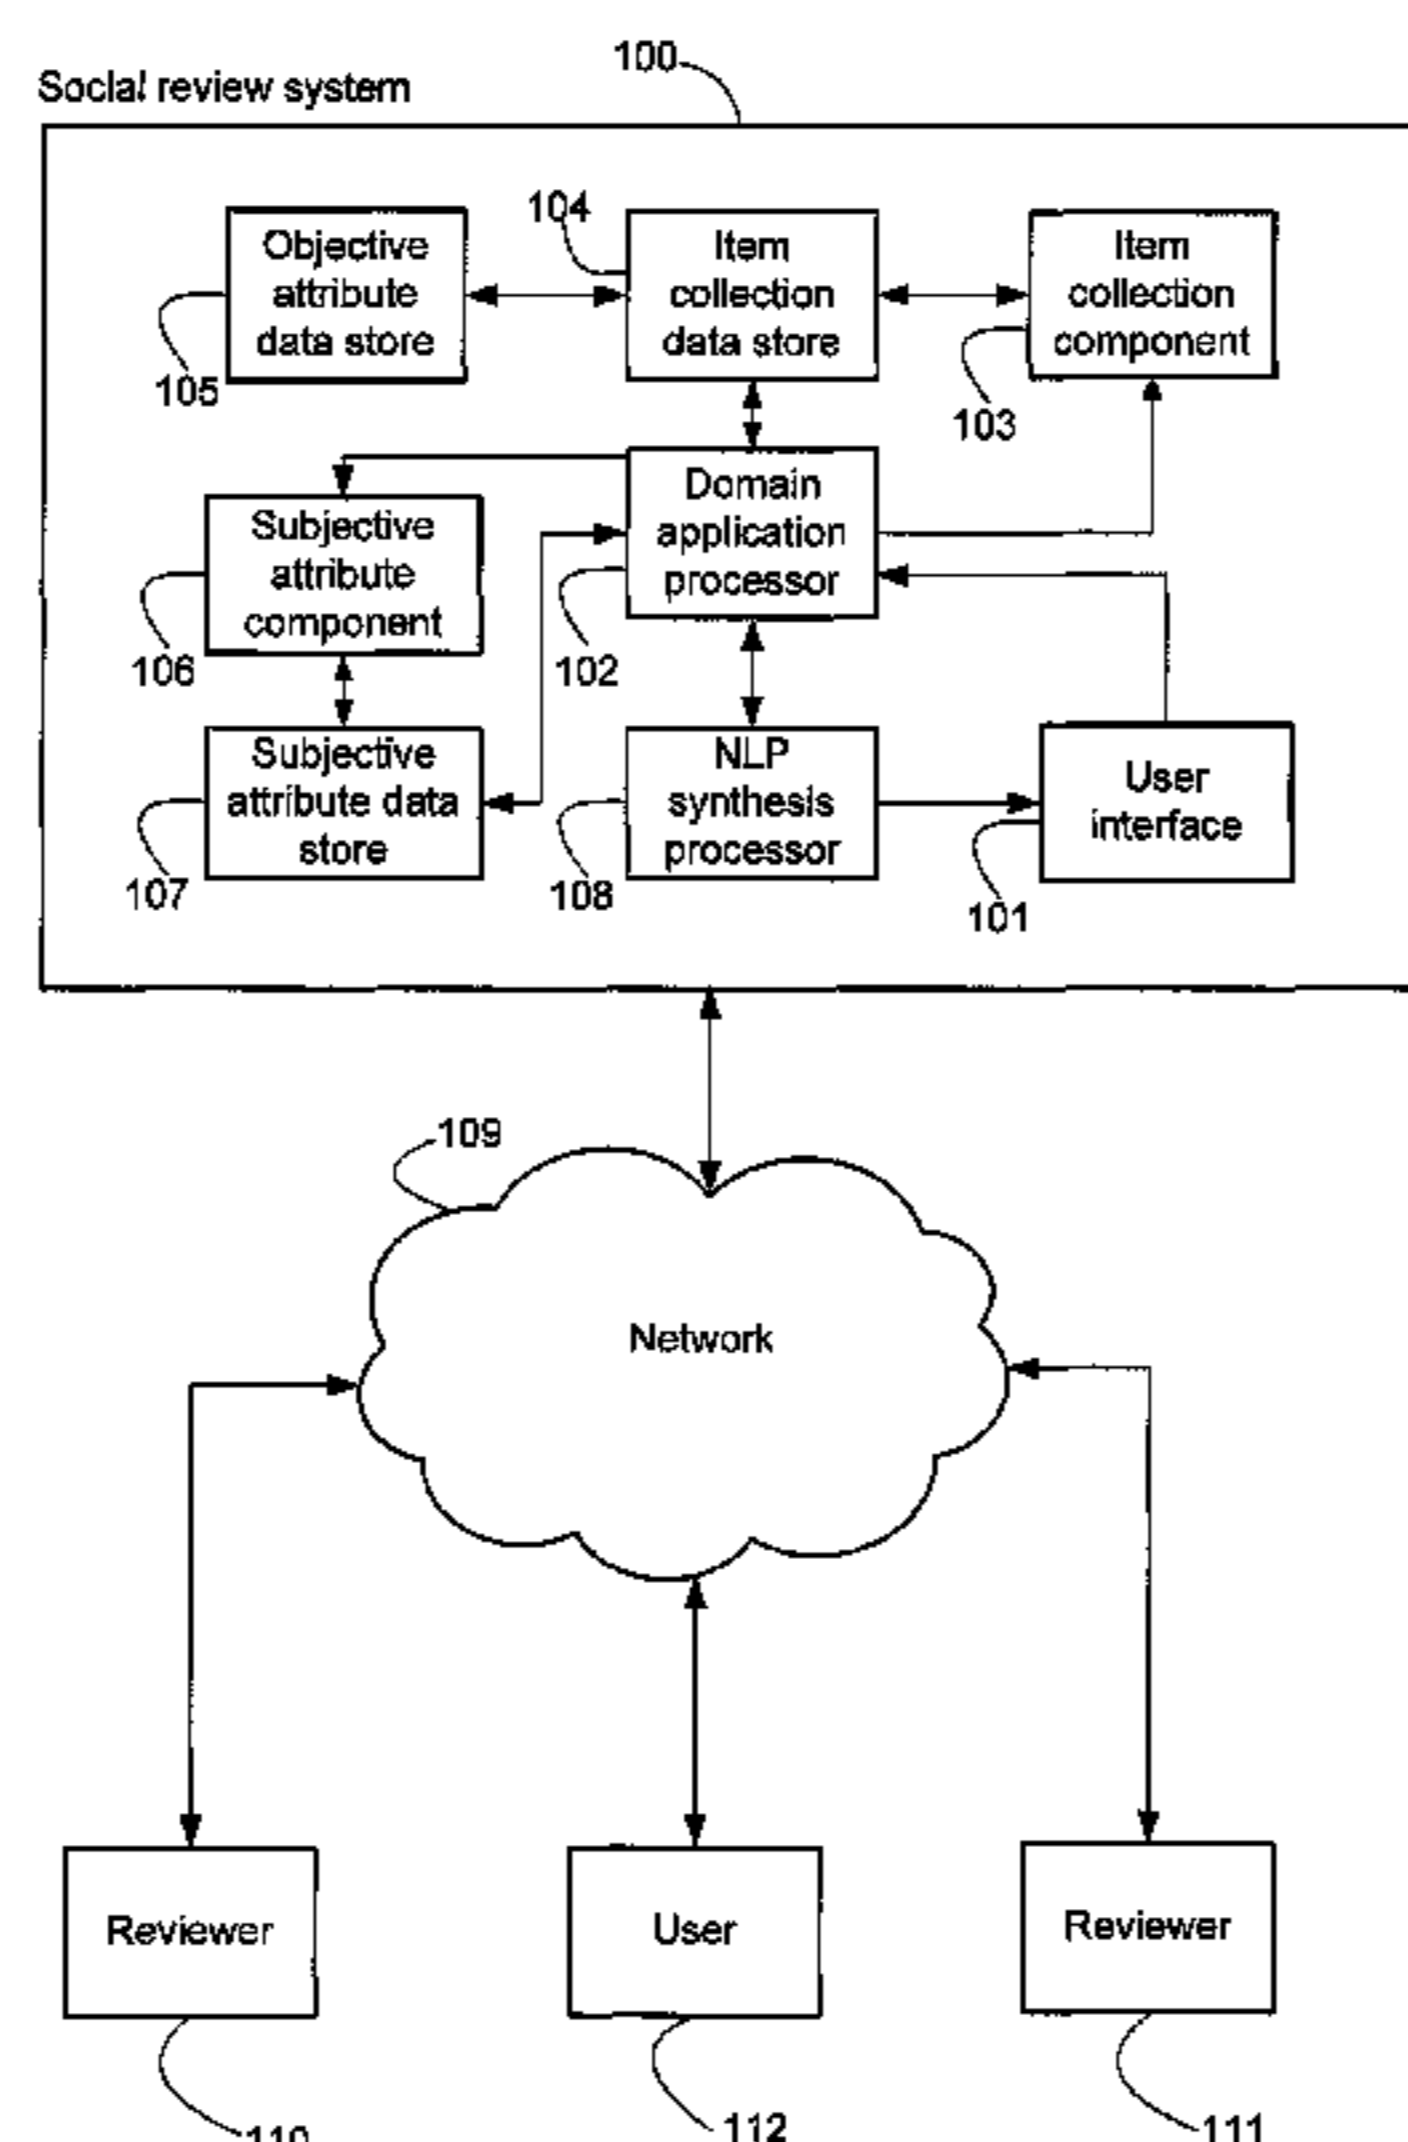 100
Social review system
Objective
attribute
data store
105
104
Item
collection
data store
Item
collection
component
103
Subjective
attribute
component
106
Domain
application
processor
102
Subjective
attribute data
store
107
NLP
synthesis
processor
108
User
interface
101
109
Network
Reviewer
User
Reviewer
110
112
111